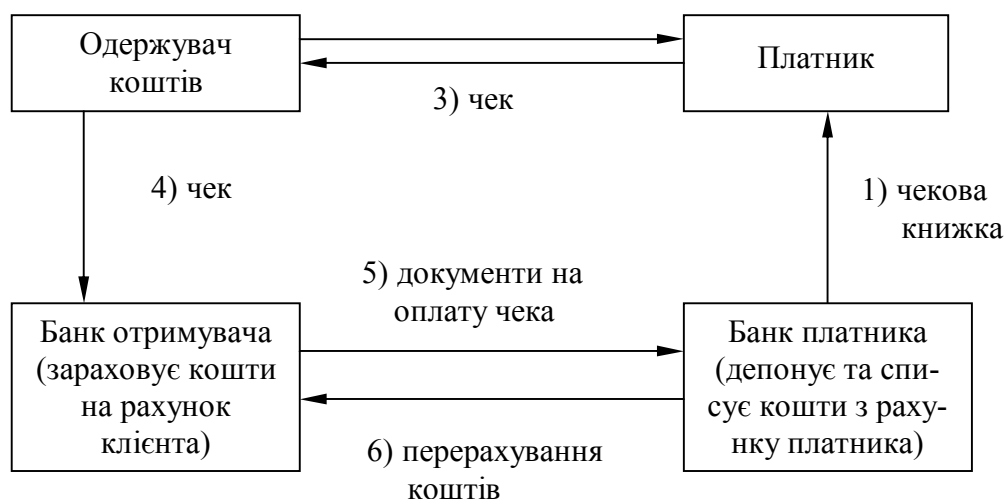 Одержувач
коштів
Платник
3) чек
4) чек
1) чекова
книжка
5) документи на
оплату чека
Банк отримувача
(зараховує кошти
на рахунок
клієнта)
Банк платника
(депонує та спи-
сує кошти з раху-
нку платника)
6) перерахування
коштів